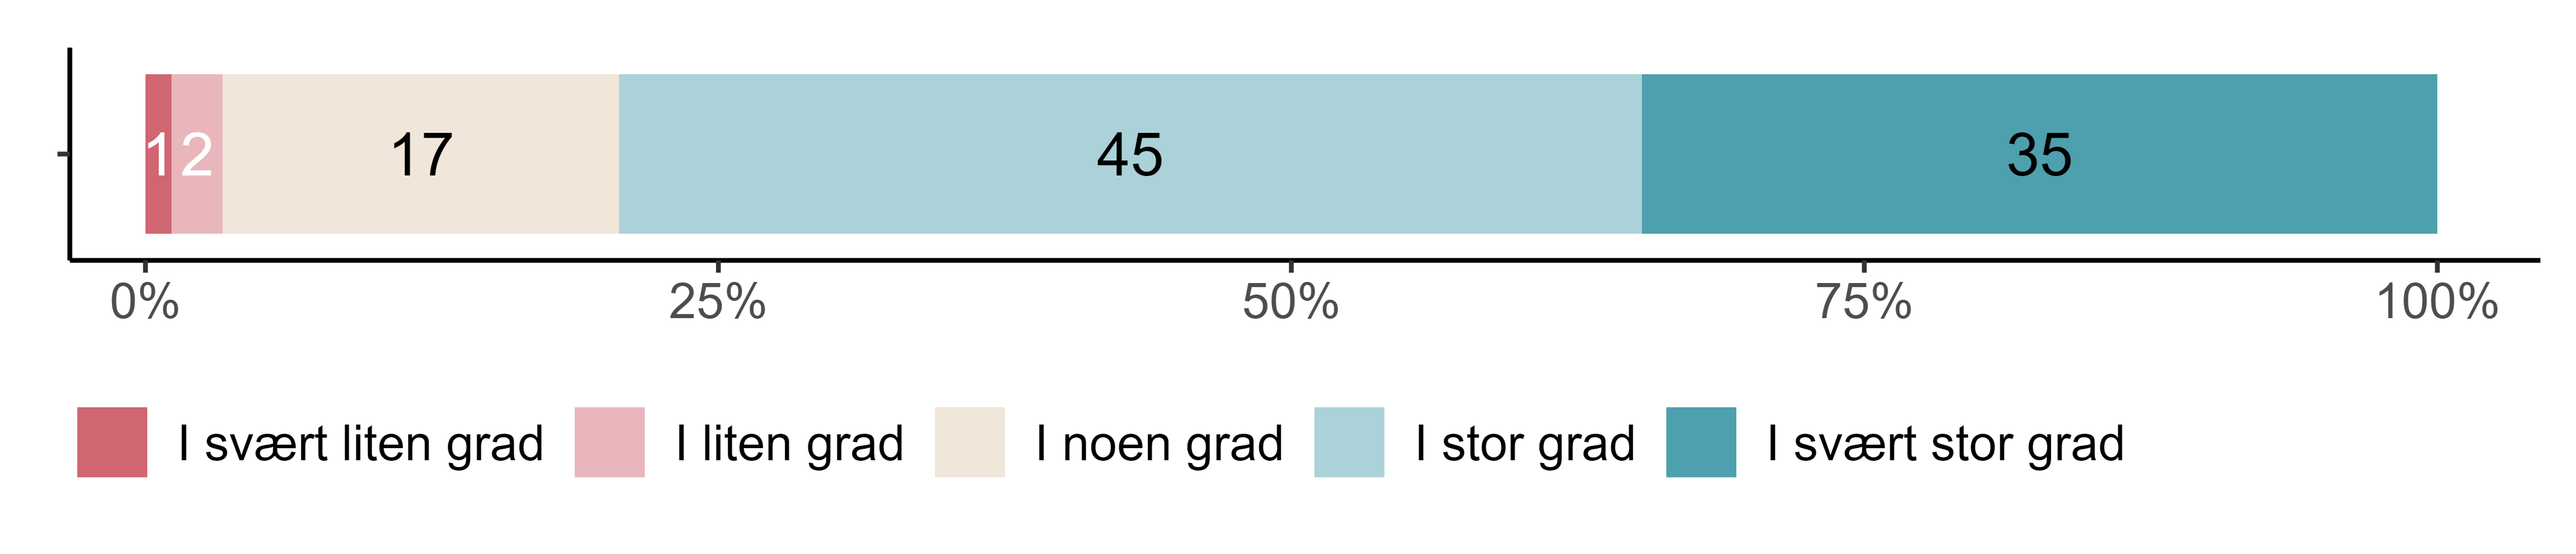 1 2 17 45 35
0% 25% 50% 75% 100%
I svært liten grad I liten grad I noen grad I stor grad I svært stor grad